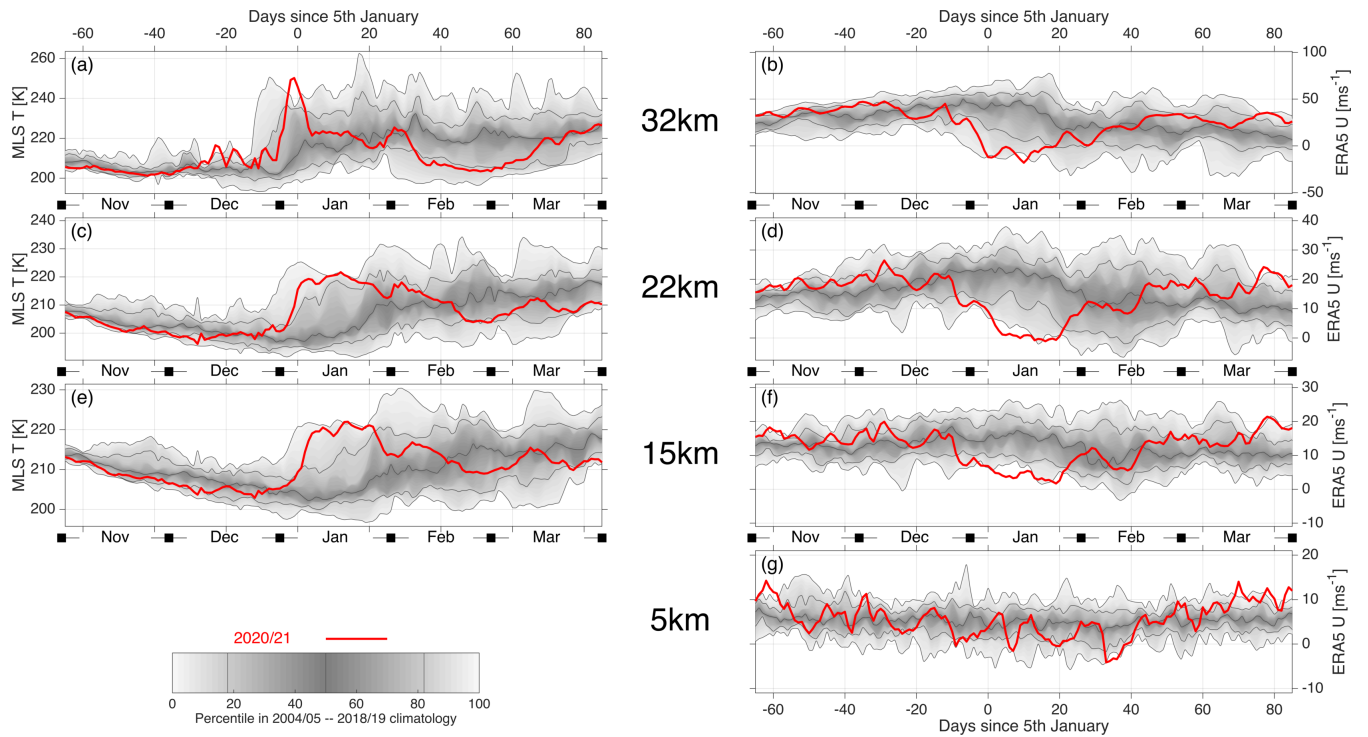 Days since 5th January
Days since 5th January
-60 -40 -20 0 20 40 60 80
-60 -40 -20 0 20 40 60 80
(a)
MLS T [K]
260
240
220
200
32km
(b)
100
50
0
-50
ERA5 U [ms-1]
Nov Dec Jan Feb Mar
Nov Dec Jan Feb Mar
(c)
MLS T [K]
240
230
220
210
200
22km
(d)
40
30
20
10
0
ERA5 U [ms-1]
Nov Dec Jan Feb Mar
Nov Dec Jan Feb Mar
(e)
MLS T [K]
230
220
210
200
15km
(f)
30
20
10
0
-10
ERA5 U [ms-1]
Nov Dec Jan Feb Mar
Nov Dec Jan Feb Mar
5km
(g)
20
10
0
-10
ERA5 U [ms-1]
-60 -40 -20 0 20 40 60 80
Days since 5th January
2020/21
0 20 40 60 80 100
Percentile in 2004/05 -- 2018/19 climatology